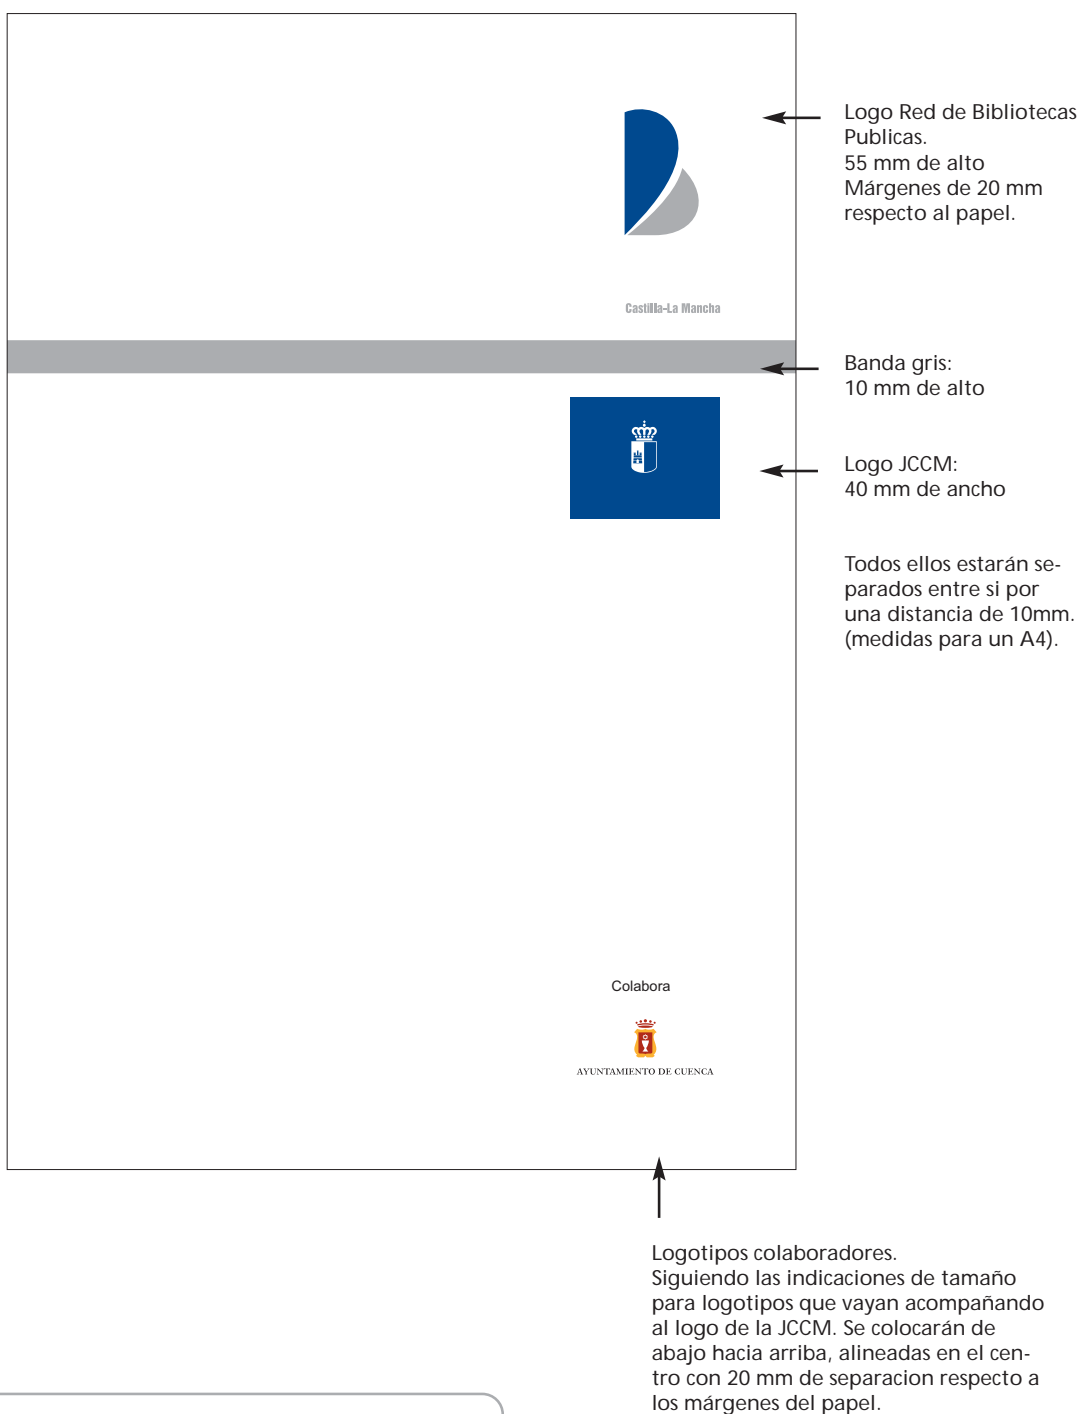 Logo Red de Bibliotecas
Publicas.
55 mm de alto
Márgenes de 20 mm
respecto al papel.
Castilla-La Mancha
Banda gris:
10 mm de alto
Logo JCCM:
40 mm de ancho
Todos ellos estarán se-
parados entre si por
una distancia de 10mm.
(medidas para un A4).
Colabora
AYUNTAMIENTO DE CUENCA
Logotipos colaboradores.
Siguiendo las indicaciones de tamaño
para logotipos que vayan acompañando
al logo de la JCCM. Se colocarán de
abajo hacia arriba, alineadas en el cen-
tro con 20 mm de separacion respecto a
los márgenes del papel.